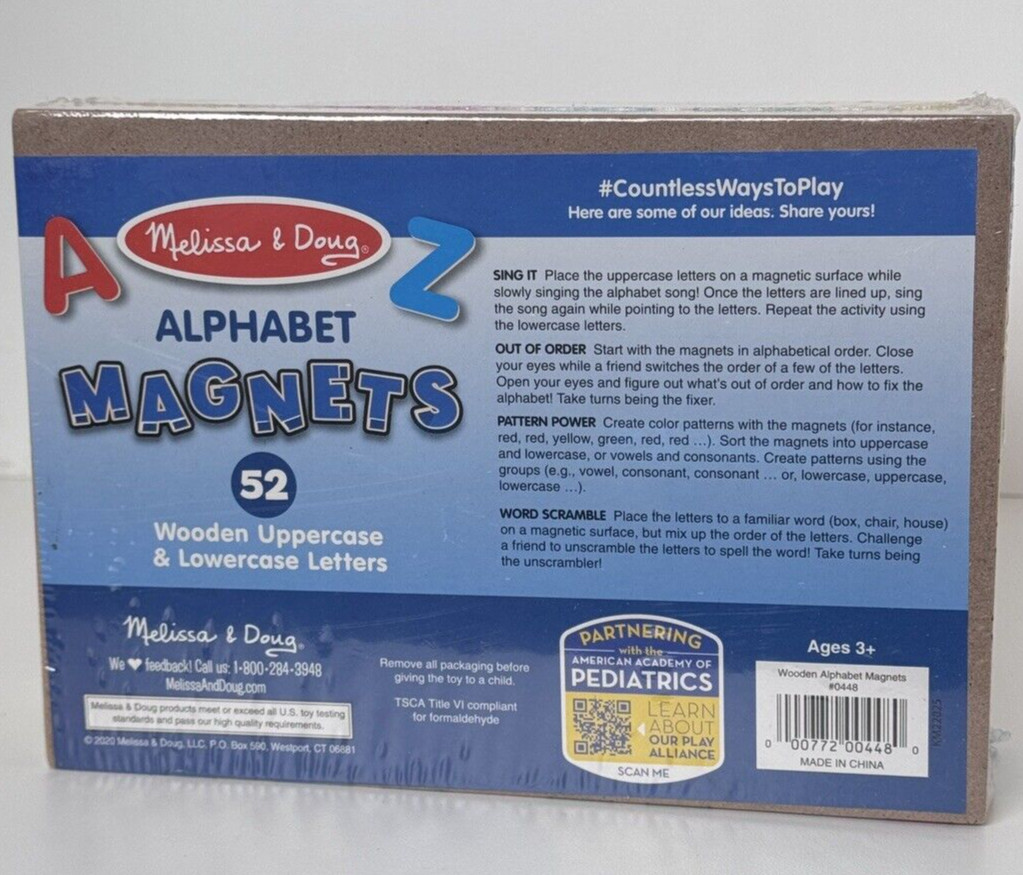 #CountlessWaysToPlay
Here are some of our ideas. Share yours!
A
Melissa & Doug®
Z
ALPHABET
MAGNETS
52
Wooden Uppercase
& Lowercase Letters
SING IT Place the uppercase letters on a magnetic surface while
slowly singing the alphabet song! Once the letters are lined up, sing
the song again while pointing to the letters. Repeat the activity using
the lowercase letters.
OUT OF ORDER Start with the magnets in alphabetical order. Close
your eyes while a friend switches the order of a few of the letters.
Open your eyes and figure out what's out of order and how to fix the
alphabet! Take turns being the fixer.
PATTERN POWER Create color patterns with the magnets (for instance,
red, red, yellow, green, red, red ...). Sort the magnets into uppercase
and lowercase, or vowels and consonants. Create patterns using the
groups (e.g., vowel, consonant, consonant ... or, lowercase, uppercase,
lowercase ...).
WORD SCRAMBLE Place the letters to a familiar word (box, chair, house)
on a magnetic surface, but mix up the order of the letters. Challenge
a friend to unscramble the letters to spell the word! Take turns being
the unscrambler!
Melissa & Doug®
We ♥ feedback! Call us: 1-800-284-3948
MelissaAndDoug.com
Melissa & Doug products meet or exceed all U.S. toy testing
standards and pass our high quality requirements.
© 2020 Melissa & Doug, LLC, P.O. Box 590, Westport, CT 06881
Remove all packaging before
giving the toy to a child.
TSCA Title VI compliant
for formaldehyde
PARTNERING
with the
AMERICAN ACADEMY OF
PEDIATRICS
LEARN
ABOUT
OUR PLAY
ALLIANCE
SCAN ME
Ages 3+
Wooden Alphabet Magnets
#0448
0 00772 00448 0
MADE IN CHINA